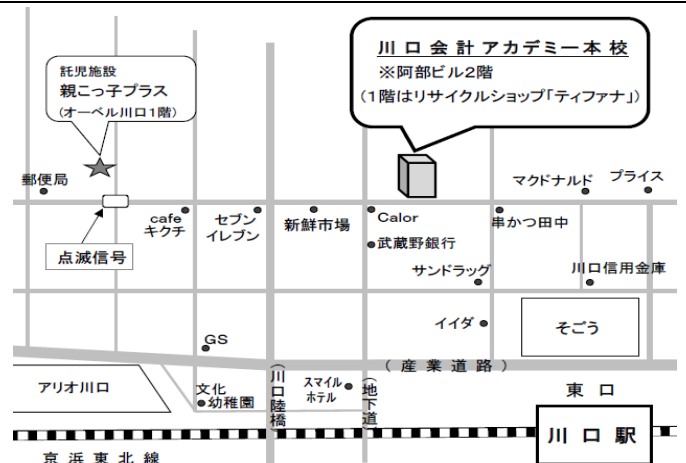 川口会計アカデミー本校
※阿部ビル2階
(1階はリサイクルショップ「ティファナ」)
託児施設
親こっ子プラス
(オーベル川口1階)
郵便局
マクドナルド
プライス
cafe
キクチ
セブン
イレブン
新鮮市場
Calor
串かつ田中
点滅信号
武蔵野銀行
サンドラッグ
川口信用金庫
イイダ
そごう
GS
(産業道路)
アリオ川口
文化
幼稚園
(川口陸橋)
スマイル
ホテル
(地下道)
東口
川口駅
京浜東北線